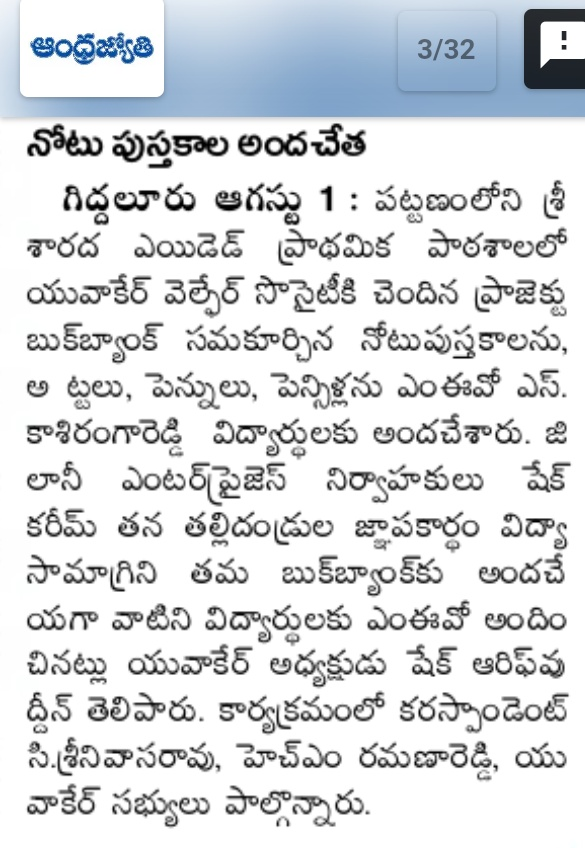 ఆంధ్రజ్యోతి
3/32
నోటు పుస్తకాల అందచేత
గిద్దలూరు ఆగస్టు 1 : పట్టణంలోని శ్రీ
శారద ఎయిడెడ్ ప్రాథమిక పాఠశాలలో
యువాకేర్ వెల్ఫేర్ సొసైటీకి చెందిన ప్రాజెక్టు
బుక్‌బ్యాంక్ సమకూర్చిన నోటుపుస్తకాలను,
అ ట్టలు, పెన్నులు, పెన్సిళ్లను ఎంఈవో ఎస్.
కాశిరంగారెడ్డి విద్యార్థులకు అందచేశారు. జి
లానీ ఎంటర్‌ప్రైజెస్ నిర్వాహకులు షేక్
కరీమ్ తన తల్లిదండ్రుల జ్ఞాపకార్థం విద్యా
సామాగ్రిని తమ బుక్‌బ్యాంక్‌కు అందచే
యగా వాటిని విద్యార్థులకు ఎంఈవో అందిం
చినట్లు యువాకేర్ అధ్యక్షుడు షేక్ ఆరిఫ్‌వు
ద్దీన్ తెలిపారు. కార్యక్రమంలో కరస్పాండెంట్
సి.శ్రీనివాసరావు, హెచ్ఎం రమణారెడ్డి, యు
వాకేర్ సభ్యులు పాల్గొన్నారు.